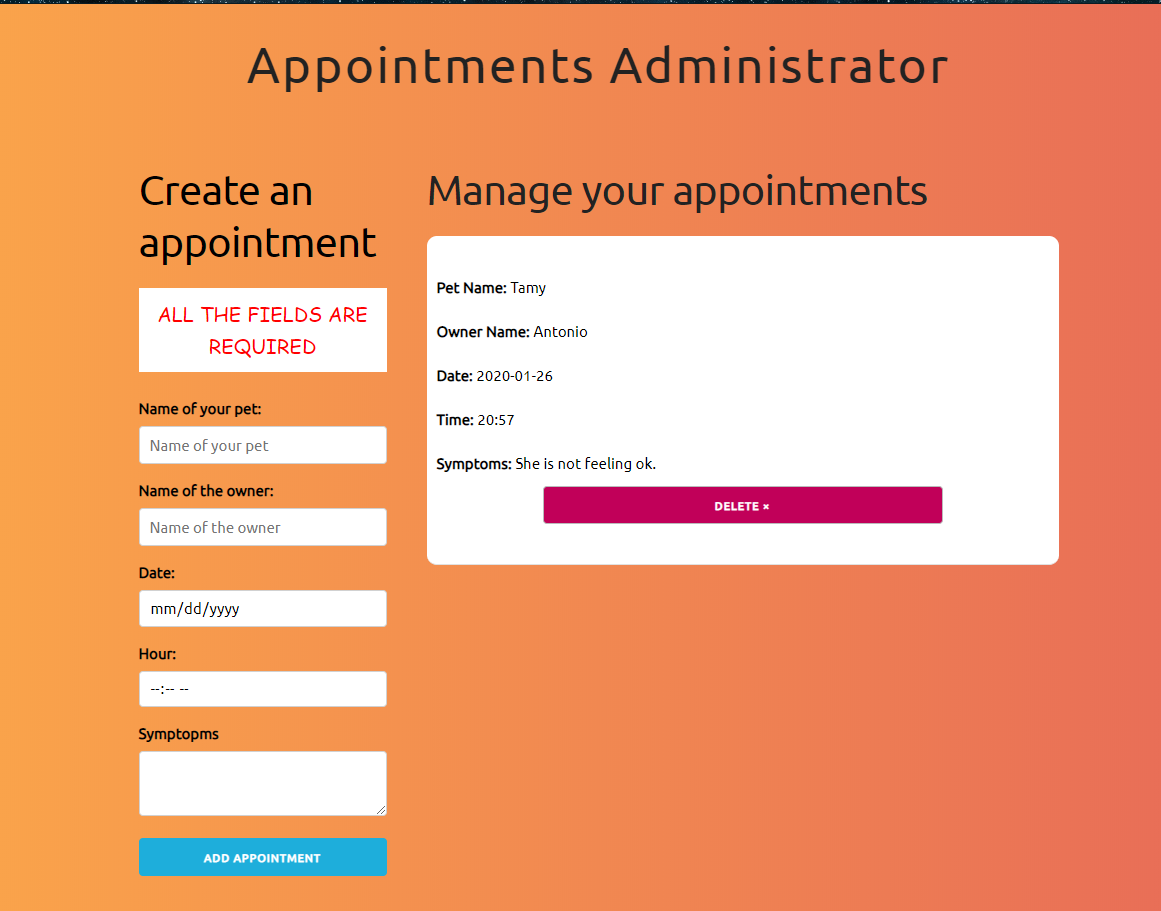 Appointments Administrator
Create an
appointment
ALL THE FIELDS ARE
REQUIRED
Name of your pet:
Name of your pet
Name of the owner:
Name of the owner
Date:
mm/dd/yyyy
Hour:
--:-- --
Symptopms
ADD APPOINTMENT
Manage your appointments
Pet Name: Tamy
Owner Name: Antonio
Date: 2020-01-26
Time: 20:57
Symptoms: She is not feeling ok.
DELETE ×